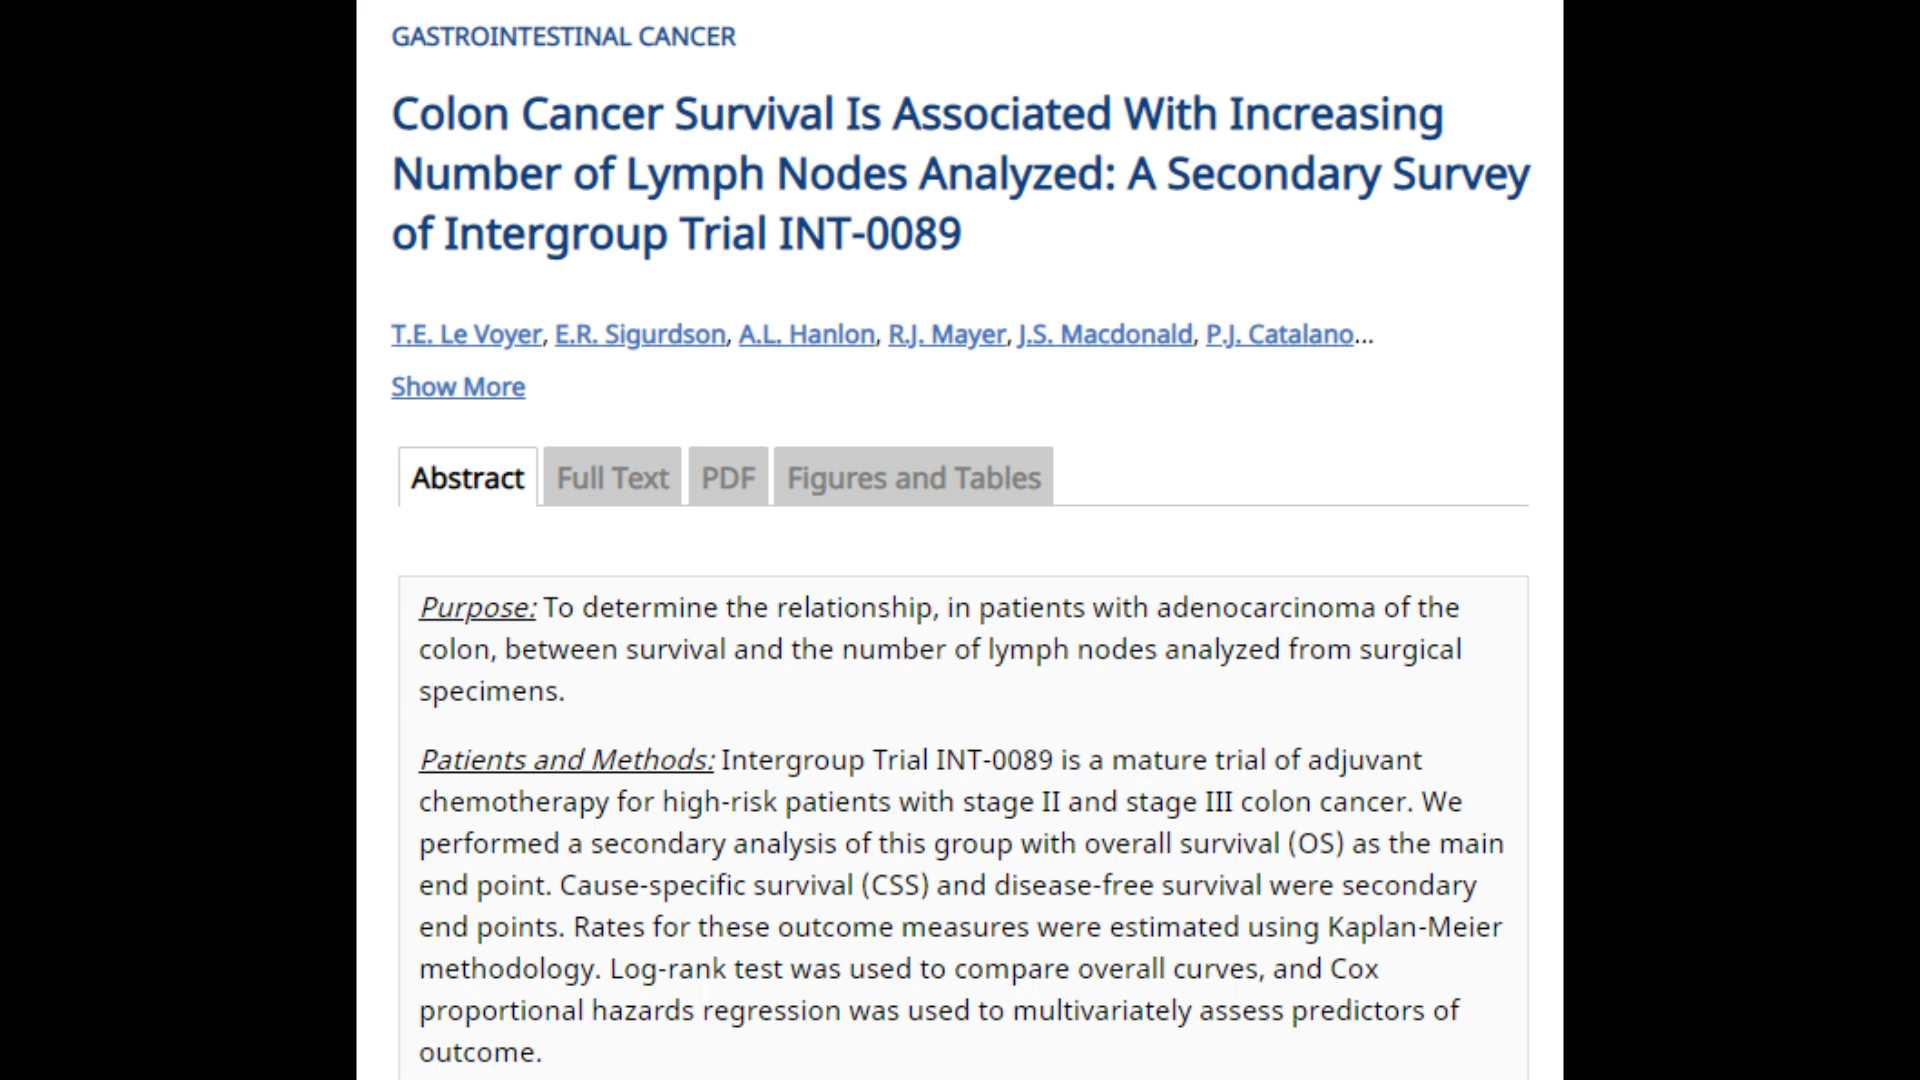 GASTROINTESTINAL CANCER
Colon Cancer Survival Is Associated With Increasing
Number of Lymph Nodes Analyzed: A Secondary Survey
of Intergroup Trial INT-0089
T.E. Le Voyer, E.R. Sigurdson, A.L. Hanlon, R.J. Mayer, J.S. Macdonald, P.J. Catalano...
Show More
Abstract Full Text PDF Figures and Tables
Purpose: To determine the relationship, in patients with adenocarcinoma of the
colon, between survival and the number of lymph nodes analyzed from surgical
specimens.
Patients and Methods: Intergroup Trial INT-0089 is a mature trial of adjuvant
chemotherapy for high-risk patients with stage II and stage III colon cancer. We
performed a secondary analysis of this group with overall survival (OS) as the main
end point. Cause-specific survival (CSS) and disease-free survival were secondary
end points. Rates for these outcome measures were estimated using Kaplan-Meier
methodology. Log-rank test was used to compare overall curves, and Cox
proportional hazards regression was used to multivariately assess predictors of
outcome.